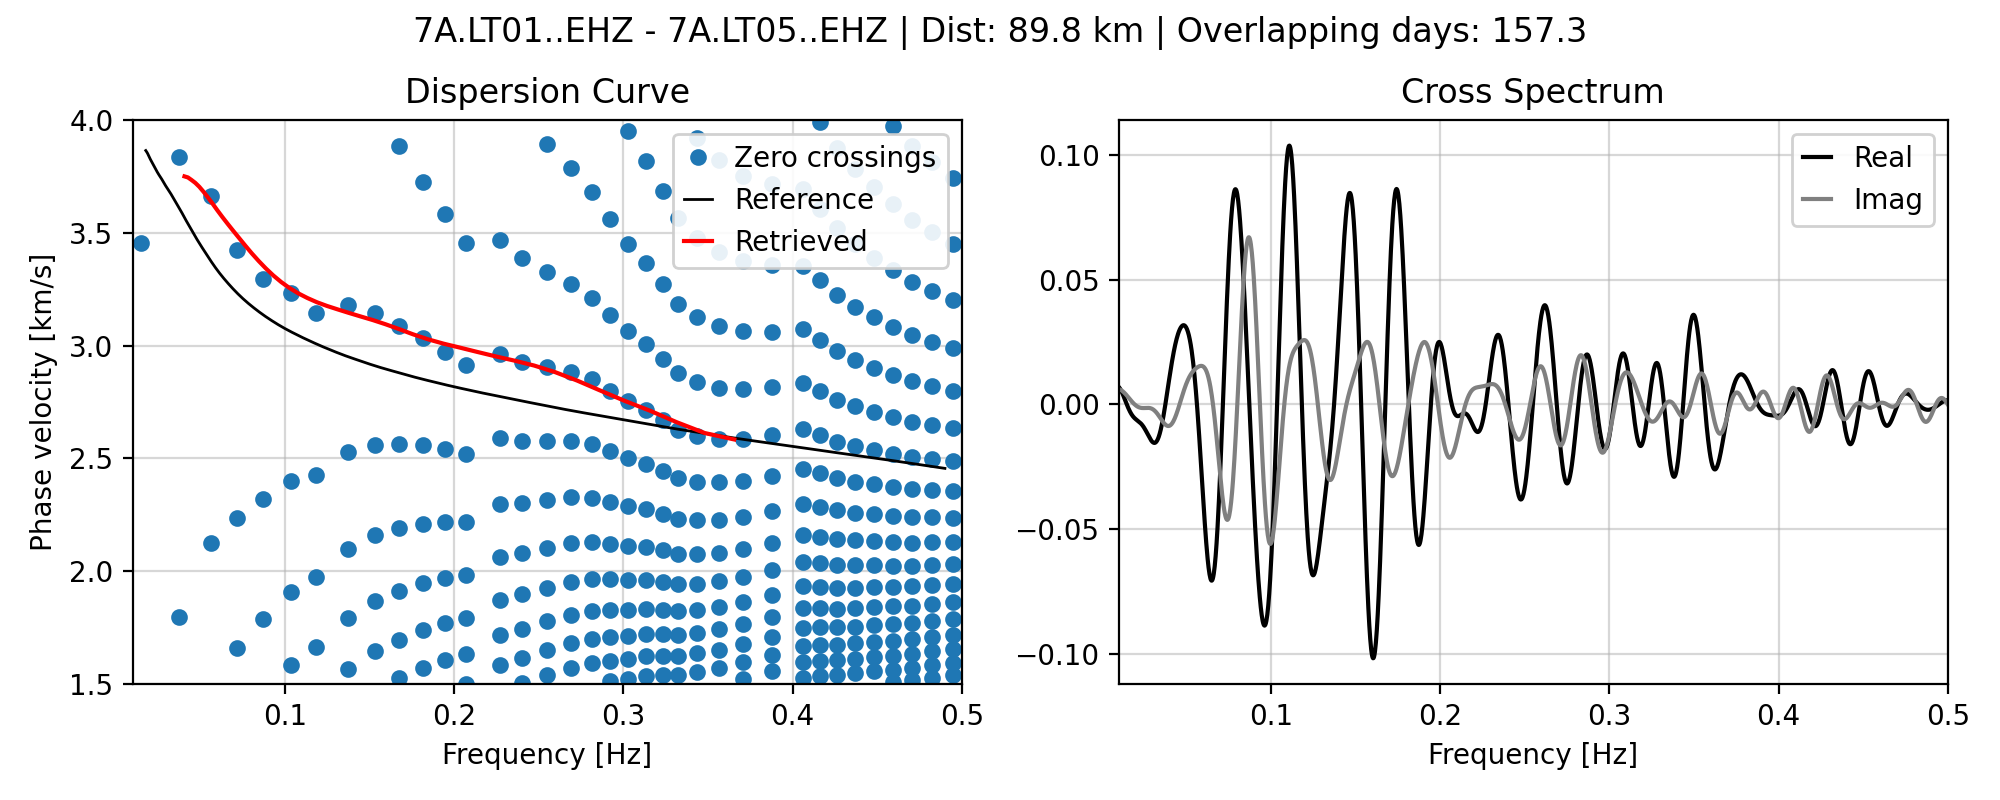 7A.LT01..EHZ - 7A.LT05..EHZ | Dist: 89.8 km | Overlapping days: 157.3
Dispersion Curve
4.0
3.5
3.0
2.5
2.0
1.5
Phase velocity [km/s]
Zero crossings
Reference
Retrieved
0.1 0.2 0.3 0.4 0.5
Frequency [Hz]
Cross Spectrum
0.10
0.05
0.00
−0.05
−0.10
Real
Imag
0.1 0.2 0.3 0.4 0.5
Frequency [Hz]